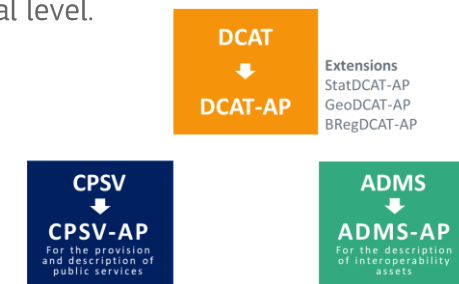 al level.
DCAT
DCAT-AP
Extensions
StatDCAT-AP
GeoDCAT-AP
BRegDCAT-AP
CPSV
CPSV-AP
For the provision
and description of
public services
ADMS
ADMS-AP
For the description
of interoperability
assets